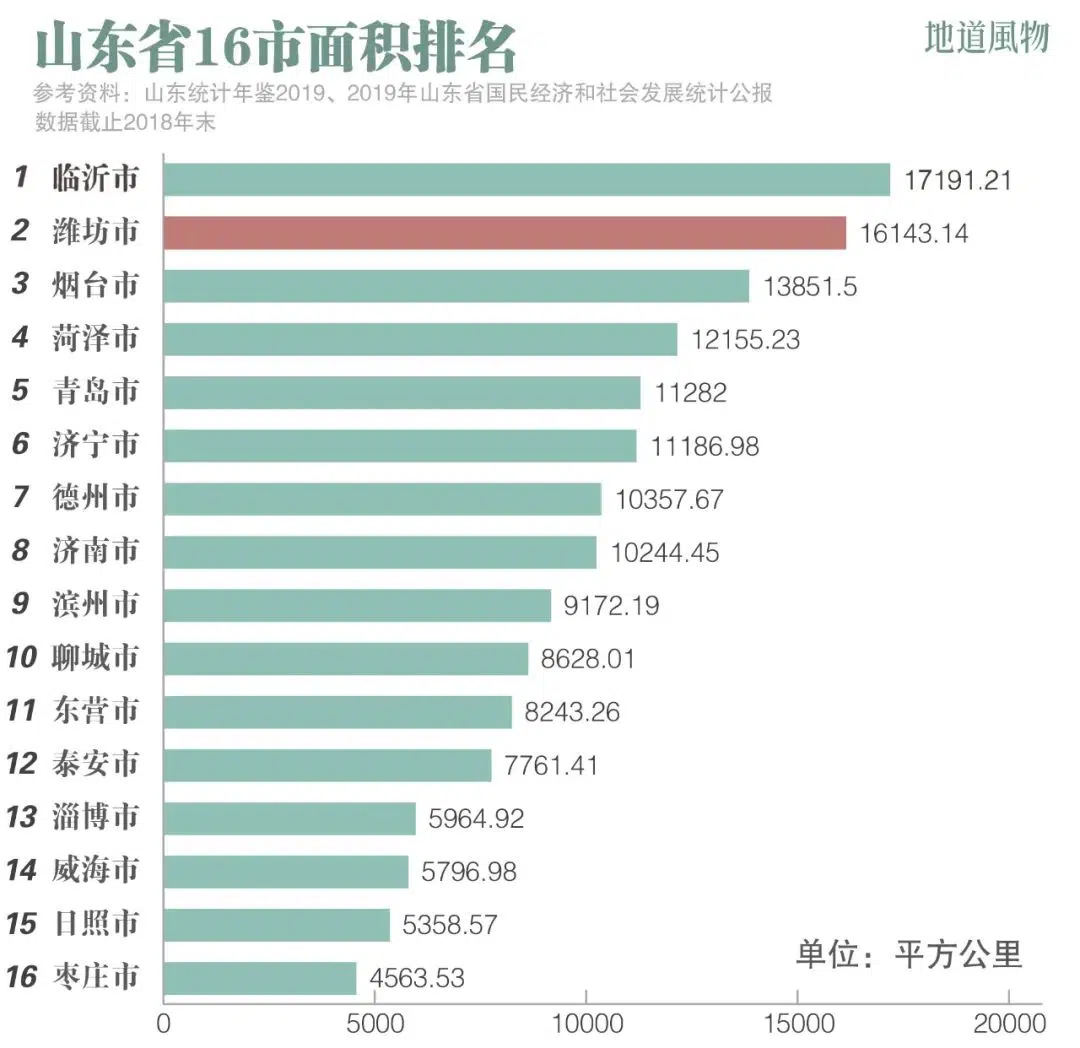 山东省16市面积排名
地道風物
参考资料：山东统计年鉴2019、2019年山东省国民经济和社会发展统计公报
数据截止2018年末
1 临沂市 17191.21
2 潍坊市 16143.14
3 烟台市 13851.5
4 菏泽市 12155.23
5 青岛市 11282
6 济宁市 11186.98
7 德州市 10357.67
8 济南市 10244.45
9 滨州市 9172.19
10 聊城市 8628.01
11 东营市 8243.26
12 泰安市 7761.41
13 淄博市 5964.92
14 威海市 5796.98
15 日照市 5358.57
16 枣庄市 4563.53
单位：平方公里
0 5000 10000 15000 20000